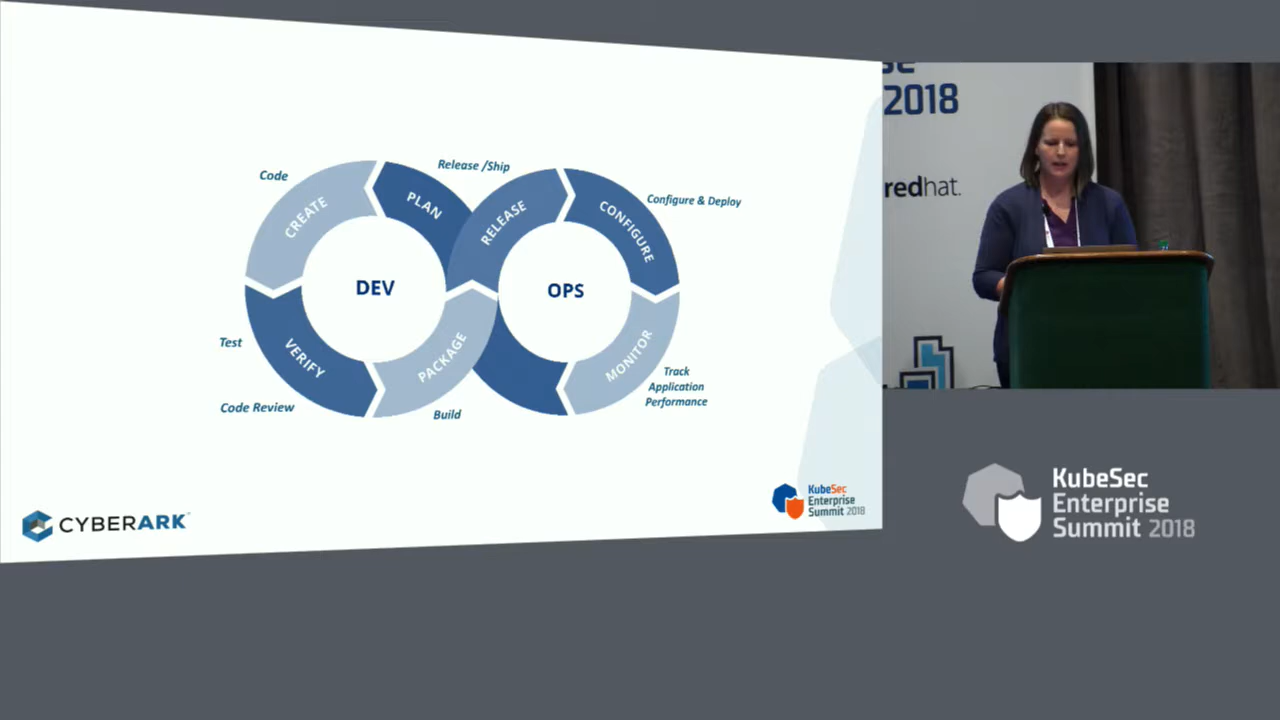 Code
Release /Ship
Configure & Deploy
CREATE
PLAN
RELEASE
CONFIGURE
DEV
OPS
Test
VERIFY
PACKAGE
MONITOR
Code Review
Build
Track
Application
Performance
CYBERARK
KubeSec
Enterprise
Summit 2018
2018
redhat.
KubeSec
Enterprise
Summit 2018